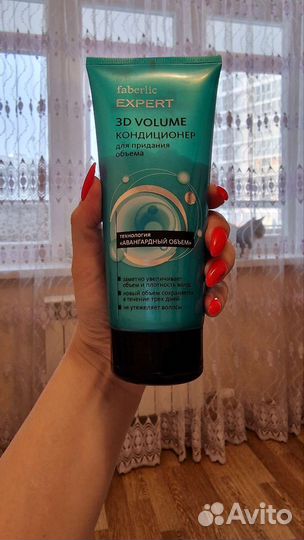 faberlic
EXPERT
3D VOLUME
КОНДИЦИОНЕР
для придания
объема
ТЕХНОЛОГИЯ
«АВАНГАРДНЫЙ ОБЪЕМ»
заметно увеличивает
объем и плотность волос
новый объем сохраняется
в течение трех дней
не утяжеляет волосы
Avito